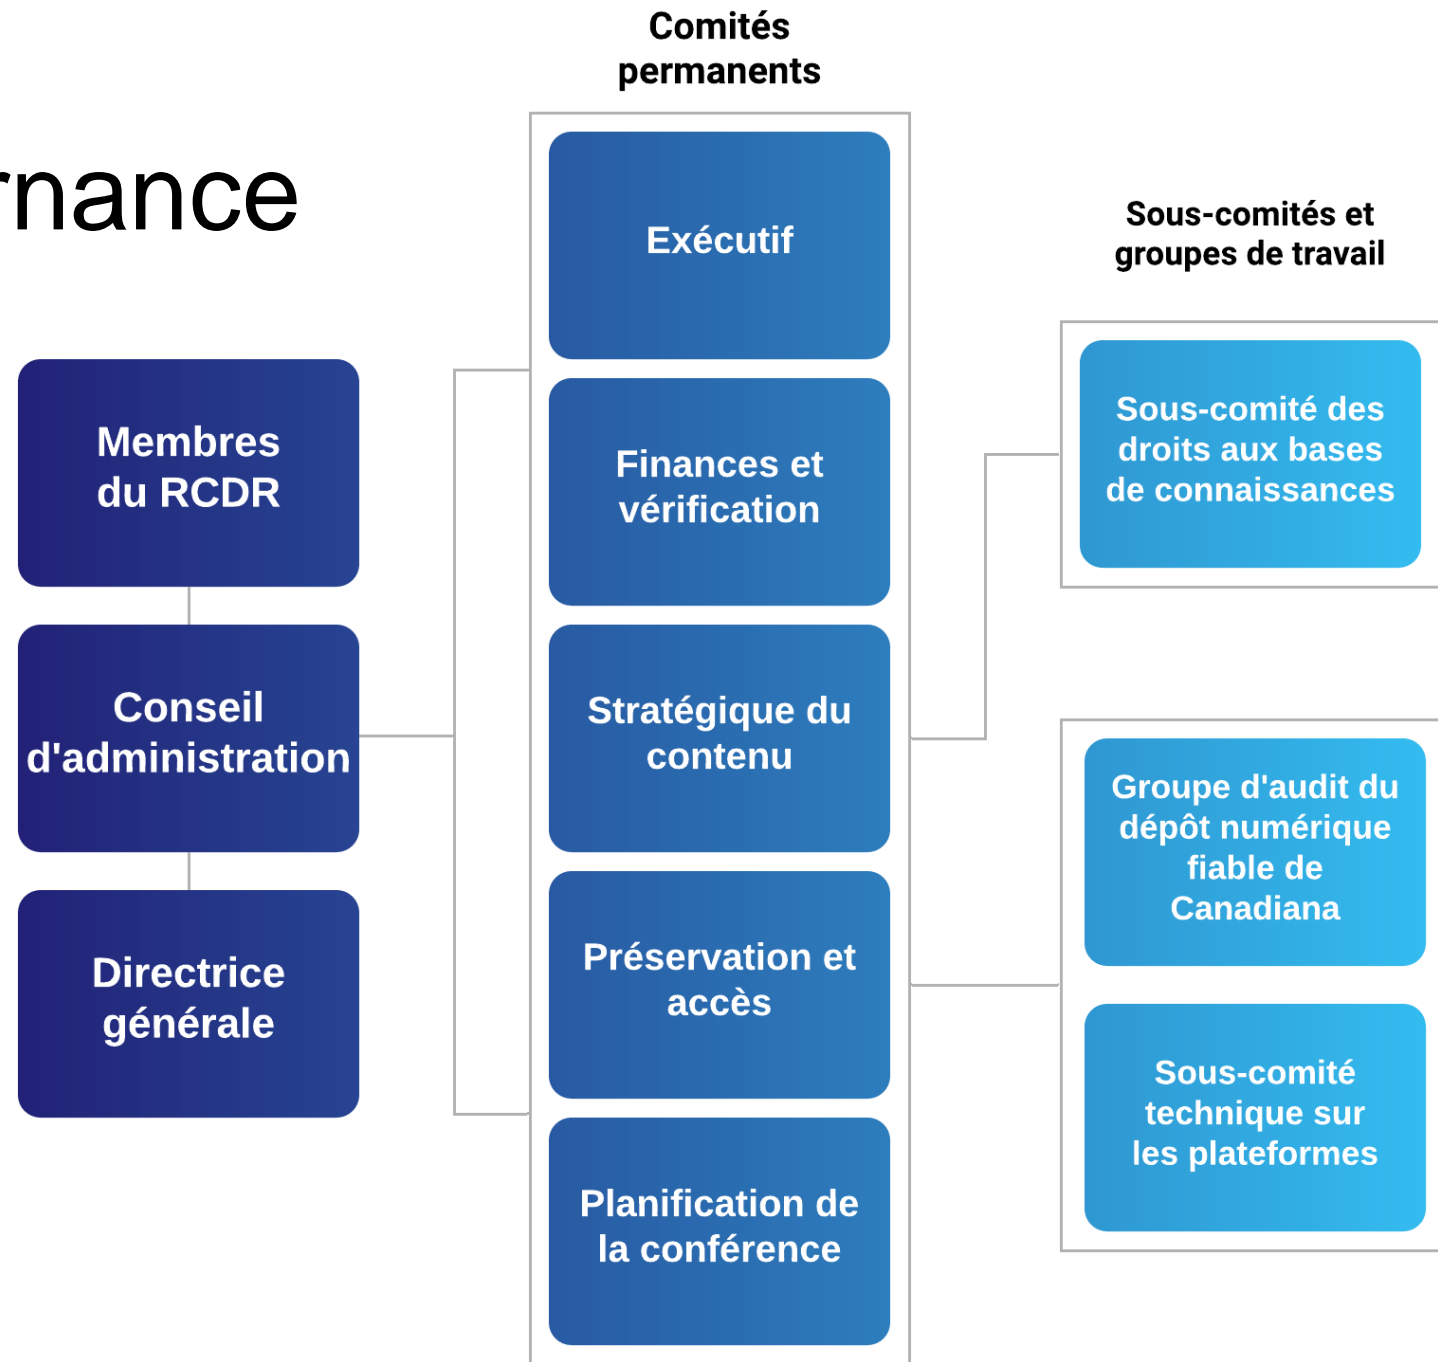 rnance
Membres
du RCDR
Conseil
d'administration
Directrice
générale
Comités
permanents
Exécutif
Finances et
vérification
Stratégique du
contenu
Préservation et
accès
Planification de
la conférence
Sous-comités et
groupes de travail
Sous-comité des
droits aux bases
de connaissances
Groupe d'audit du
dépôt numérique
fiable de
Canadiana
Sous-comité
technique sur
les plateformes